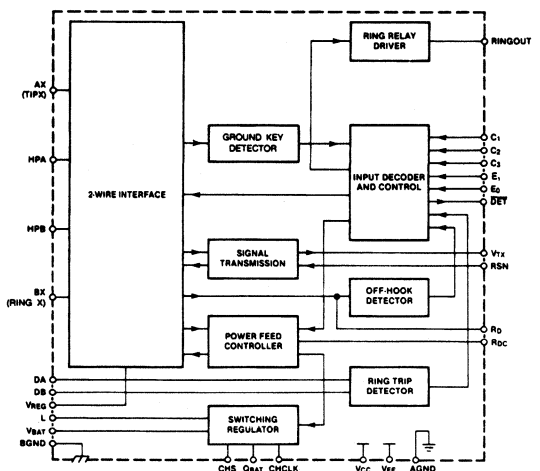 RING RELAY
DRIVER
RINGOUT
AX
(TIPX)
GROUND KEY
DETECTOR
INPUT DECODER
AND CONTROL
C1
C2
C3
E1
E0
DET
HPA
2-WIRE INTERFACE
HPB
SIGNAL
TRANSMISSION
VTX
RSN
BX
(RING X)
OFF-HOOK
DETECTOR
POWER FEED
CONTROLLER
RD
RDC
DA
DB
RING TRIP
DETECTOR
VREG
L
VBAT
SWITCHING
REGULATOR
BGND
CHS QBAT CHCLK VCC VEE AGND